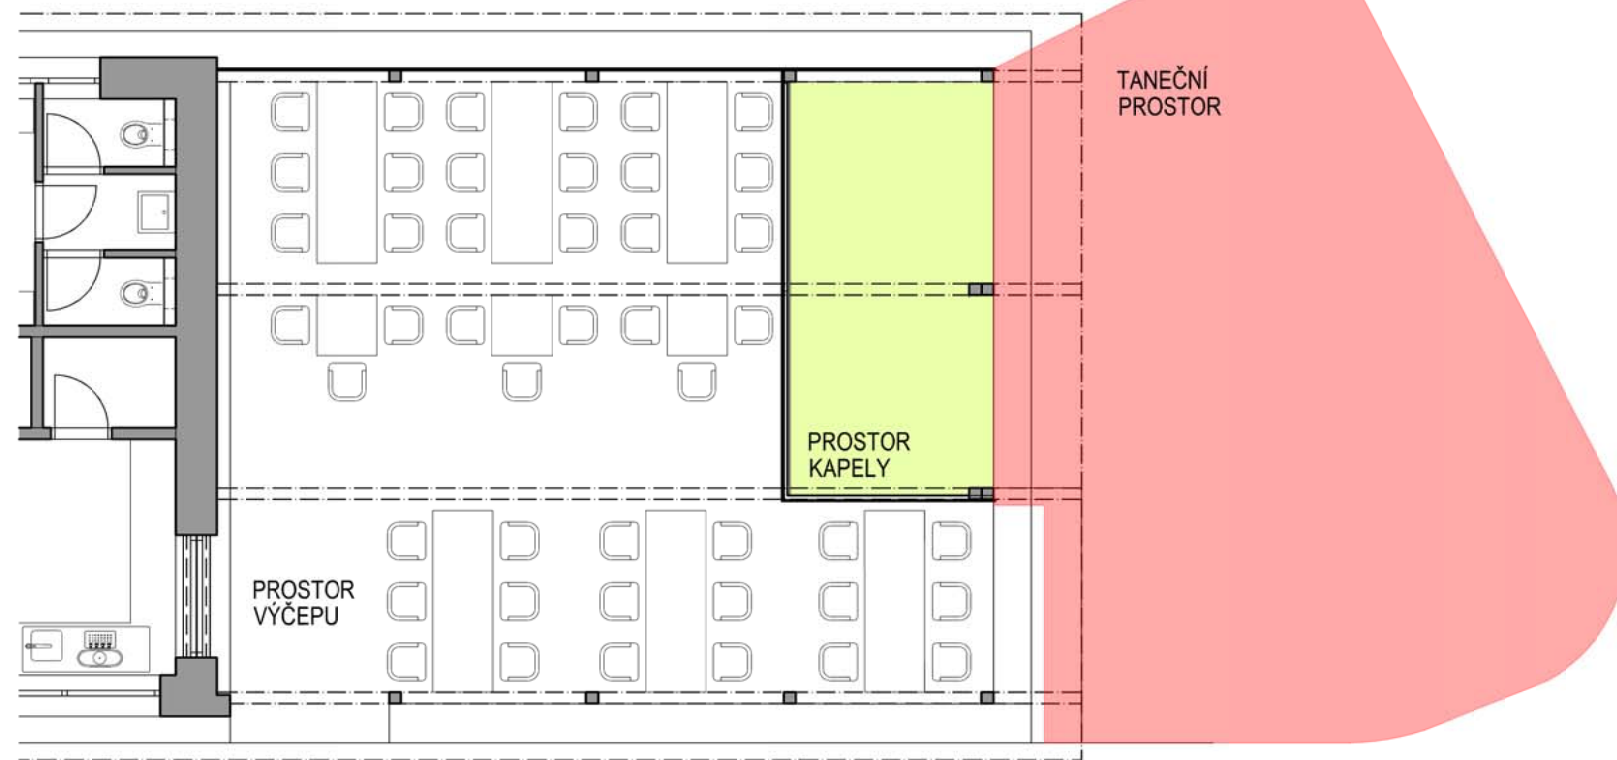 TANEČNÍ
PROSTOR
PROSTOR
KAPELY
PROSTOR
VÝČEPU